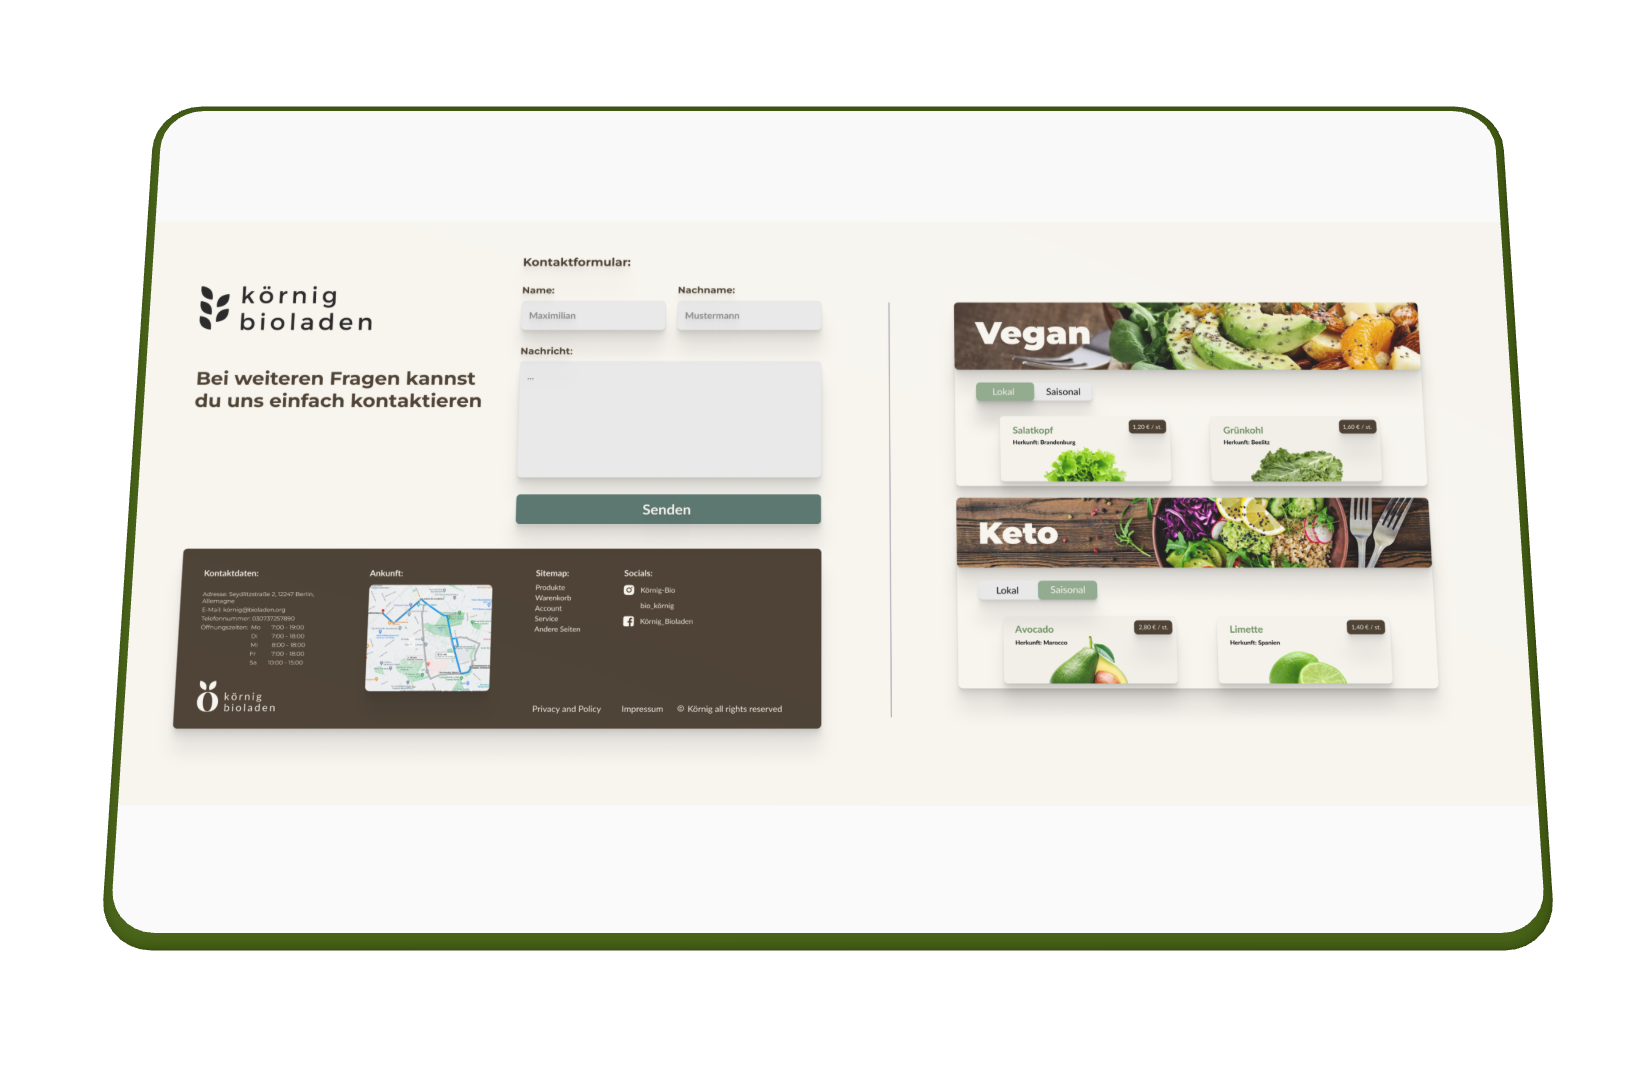 körnig
bioladen
Bei weiteren Fragen kannst
du uns einfach kontaktieren
Kontaktformular:
Name:
Nachname:
Maximilian
Mustermann
Nachricht:
...
Senden
Kontaktdaten:
Adresse: Seydlitzstraße 2, 12247 Berlin,
Allemagne
E-Mail: körnig@bioladen.org
Telefonnummer: 030737257890
Öffnungszeiten: Mo 7:00 - 18:00
Di 7:00 - 18:00
Mi 8:00 - 18:00
Fr 7:00 - 18:00
Sa 10:00 - 15:00
körnig
bioladen
Ankunft:
Sitemap:
Produkte
Warenkorb
Account
Service
Andere Seiten
Socials:
Körnig-Bio
bio_körnig
Körnig_Bioladen
Privacy and Policy
Impressum
© Körnig all rights reserved
Vegan
Lokal
Saisonal
Salatkopf
Herkunft: Brandenburg
1,20 € / st.
Grünkohl
Herkunft: Beelitz
1,60 € / st.
Keto
Lokal
Saisonal
Avocado
Herkunft: Marocco
2,80 € / st.
Limette
Herkunft: Spanien
1,40 € / st.